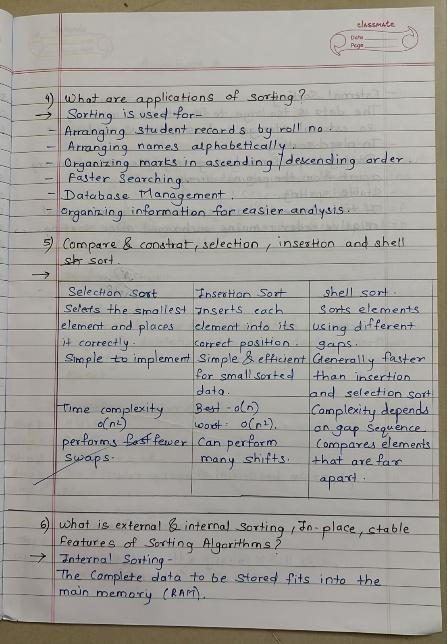 classmate
Date
Page
4) What are applications of sorting?
→ Sorting is used for-
- Arranging student records by roll no.
- Arranging names alphabetically.
- Organizing marks in ascending/descending order.
- Faster Searching
- Database Management.
- Organizing information for easier analysis.
5) Compare & constrat, selection, insertion and shell
sort.
→
Selection Sort
Selets the smallest
element and places
it correctly.
Simple to implement
Time complexity
O(n²)
performs fast fewer
swaps.
Insertion Sort
Inserts each
element into its
correct position.
Simple & efficient
for small sorted
data.
Best - O(n)
worst: O(n²).
Can perform
many shifts.
shell sort.
Sorts elements
using different
gaps.
Generally faster
than insertion
and selection sort
Complexity depends
on gap sequence
Compares elements
that are far
apart.
6) What is external & internal sorting, In-place, stable
Features of Sorting Algorithms?
→ Internal Sorting-
The Complete data to be stored fits into the
main memory (RAM).